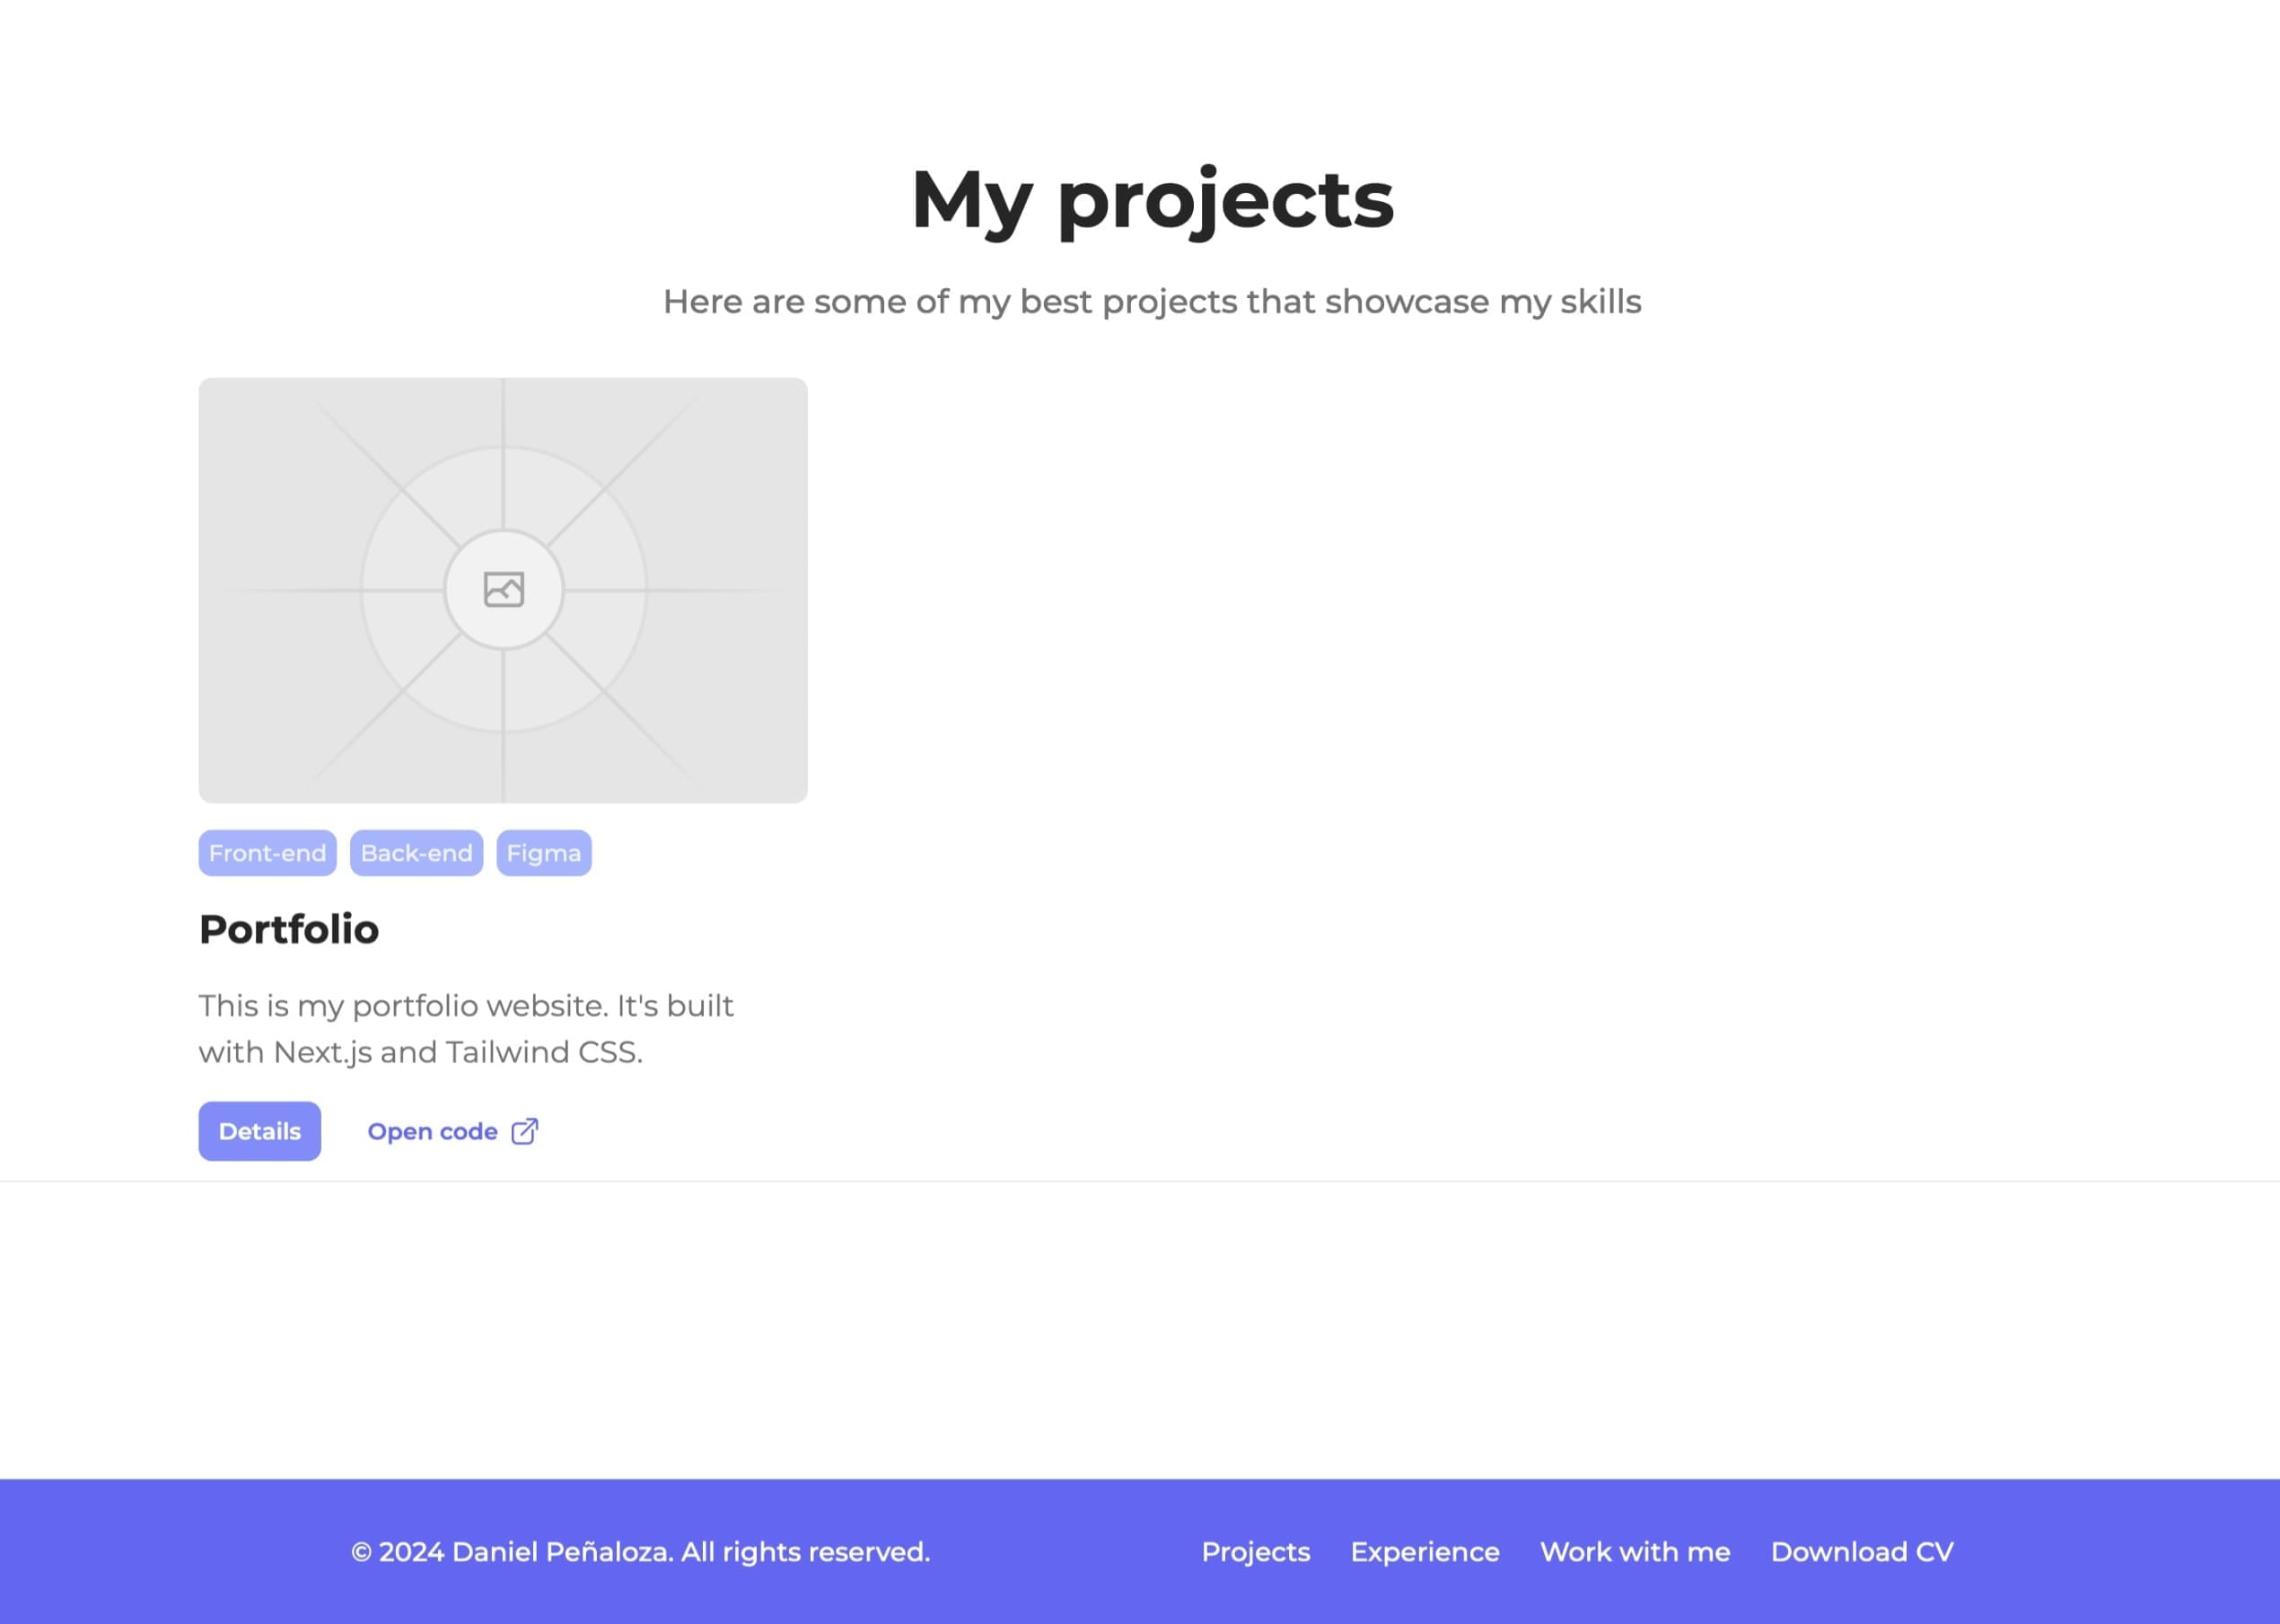 My projects
Here are some of my best projects that showcase my skills
Front-end Back-end Figma
Portfolio
This is my portfolio website. It's built
with Next.js and Tailwind CSS.
Details Open code
© 2024 Daniel Peñaloza. All rights reserved. Projects Experience Work with me Download CV